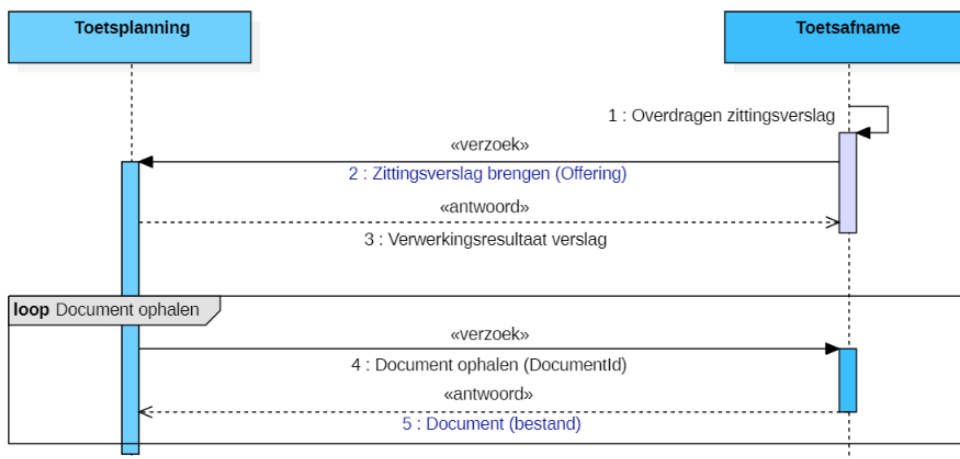 Toetsplanning
Toetsafname
1 : Overdragen zittingsverslag
«verzoek»
2 : Zittingsverslag brengen (Offering)
«antwoord»
3 : Verwerkingsresultaat verslag
loop Document ophalen
«verzoek»
4 : Document ophalen (DocumentId)
«antwoord»
5 : Document (bestand)